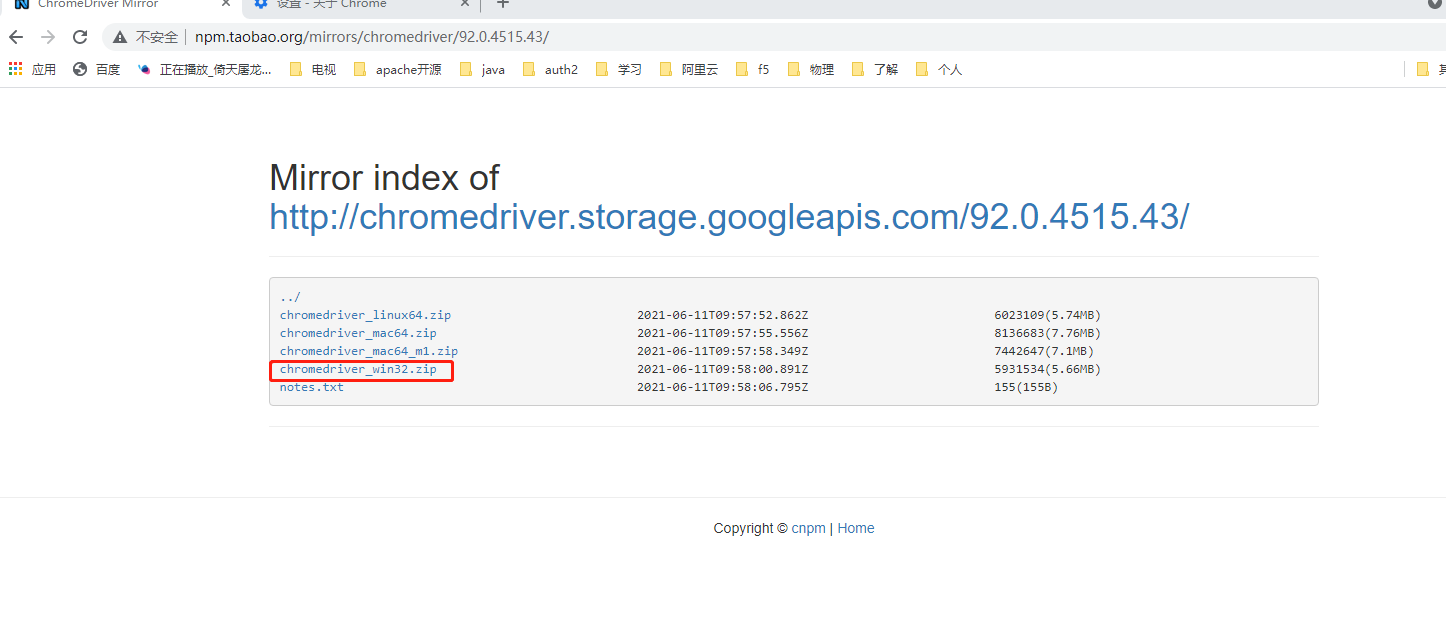 ChromeDriver Mirror
设置 - 关于 Chrome
不安全 npm.taobao.org/mirrors/chromedriver/92.0.4515.43/
应用 百度 正在播放_倚天屠龙... 电视 apache开源 java auth2 学习 阿里云 f5 物理 了解 个人
Mirror index of
http://chromedriver.storage.googleapis.com/92.0.4515.43/
../
chromedriver_linux64.zip 2021-06-11T09:57:52.862Z 6023109(5.74MB)
chromedriver_mac64.zip 2021-06-11T09:57:55.556Z 8136683(7.76MB)
chromedriver_mac64_m1.zip 2021-06-11T09:57:58.349Z 7442647(7.1MB)
chromedriver_win32.zip 2021-06-11T09:58:00.891Z 5931534(5.66MB)
notes.txt 2021-06-11T09:58:06.795Z 155(155B)
Copyright © cnpm | Home